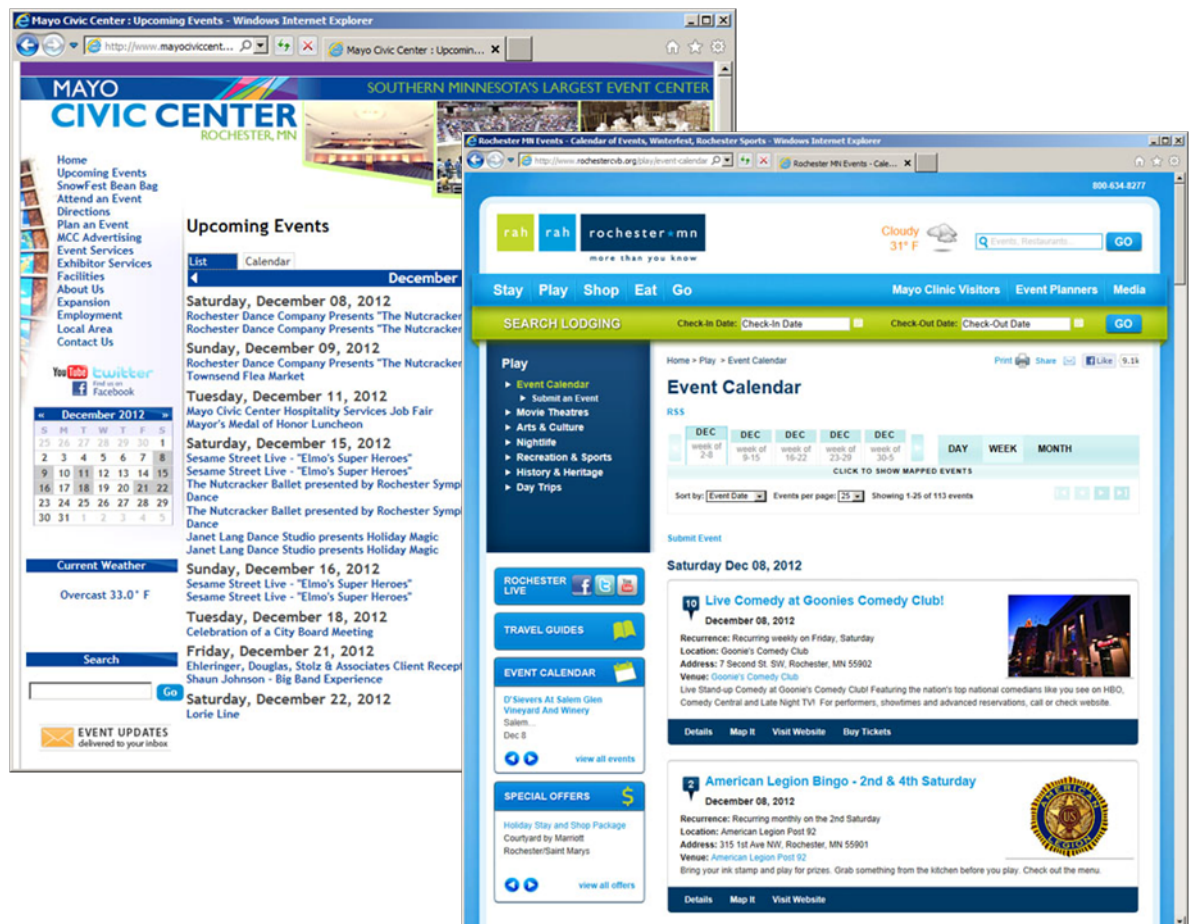 Mayo Civic Center : Upcoming Events - Windows Internet Explorer
http://www.mayociviccent...
Mayo Civic Center : Upcomin...
MAYO
CIVIC CENTER
ROCHESTER, MN
SOUTHERN MINNESOTA'S LARGEST EVENT CENTER
Home
Upcoming Events
SnowFest Bean Bag
Attend an Event
Directions
Plan an Event
MCC Advertising
Event Services
Exhibitor Services
Facilities
About Us
Expansion
Employment
Local Area
Contact Us
YouTube twitter
Find us on
Facebook
« December 2012 »
S M T W T F S
25 26 27 28 29 30 1
2 3 4 5 6 7 8
9 10 11 12 13 14 15
16 17 18 19 20 21 22
23 24 25 26 27 28 29
30 31 1 2 3 4 5
Current Weather
Overcast 33.0° F
Search
Go
EVENT UPDATES
delivered to your inbox
Upcoming Events
List Calendar
December
Saturday, December 08, 2012
Rochester Dance Company Presents "The Nutcracker
Rochester Dance Company Presents "The Nutcracker
Sunday, December 09, 2012
Rochester Dance Company Presents "The Nutcracker
Townsend Flea Market
Tuesday, December 11, 2012
Mayo Civic Center Hospitality Services Job Fair
Mayor's Medal of Honor Luncheon
Saturday, December 15, 2012
Sesame Street Live - "Elmo's Super Heroes"
Sesame Street Live - "Elmo's Super Heroes"
The Nutcracker Ballet presented by Rochester Symp
Dance
The Nutcracker Ballet presented by Rochester Symp
Dance
Janet Lang Dance Studio presents Holiday Magic
Janet Lang Dance Studio presents Holiday Magic
Sunday, December 16, 2012
Sesame Street Live - "Elmo's Super Heroes"
Sesame Street Live - "Elmo's Super Heroes"
Tuesday, December 18, 2012
Celebration of a City Board Meeting
Friday, December 21, 2012
Ehleringer, Douglas, Stolz & Associates Client Recept
Shaun Johnson - Big Band Experience
Saturday, December 22, 2012
Lorie Line
Rochester MN Events - Calendar of Events, Winterfest, Rochester Sports - Windows Internet Explorer
http://www.rochestercvb.org/play/event-calendar
Rochester MN Events - Cale...
800-634-8277
rah rah rochester mn
more than you know
Cloudy
31° F
Events, Restaurants...
GO
Stay Play Shop Eat Go
Mayo Clinic Visitors Event Planners Media
SEARCH LODGING
Check-In Date: Check-In Date
Check-Out Date: Check-Out Date
GO
Play
Event Calendar
Submit an Event
Movie Theatres
Arts & Culture
Nightlife
Recreation & Sports
History & Heritage
Day Trips
ROCHESTER
LIVE
TRAVEL GUIDES
EVENT CALENDAR
D'Sievers At Salem Glen
Vineyard And Winery
Salem...
Dec 8
view all events
SPECIAL OFFERS
Holiday Stay and Shop Package
Courtyard by Marriott
Rochester/Saint Marys
view all offers
Home > Play > Event Calendar
Print Share Like 9.1k
Event Calendar
RSS
DEC DEC DEC DEC DEC
week of week of week of week of week of
2-8 9-15 16-22 23-29 30-5
DAY WEEK MONTH
CLICK TO SHOW MAPPED EVENTS
Sort by: Event Date Events per page: 25 Showing 1-25 of 113 events
Submit Event
Saturday Dec 08, 2012
10 Live Comedy at Goonies Comedy Club!
December 08, 2012
Recurrence: Recurring weekly on Friday, Saturday
Location: Goonie's Comedy Club
Address: 7 Second St. SW, Rochester, MN 55902
Venue: Goonie's Comedy Club
Live Stand-up Comedy at Goonie's Comedy Club! Featuring the nation's top national comedians like you see on HBO,
Comedy Central and Late Night TV! For performers, showtimes and advanced reservations, call or check website.
Details Map It Visit Website Buy Tickets
2 American Legion Bingo - 2nd & 4th Saturday
December 08, 2012
Recurrence: Recurring monthly on the 2nd Saturday
Location: American Legion Post 92
Address: 315 1st Ave NW, Rochester, MN 55901
Venue: American Legion Post 92
Bring your ink stamp and play for prizes. Grab something from the kitchen before you play. Check out the menu.
AMERICAN
US
LEGION
Details Map It Visit Website